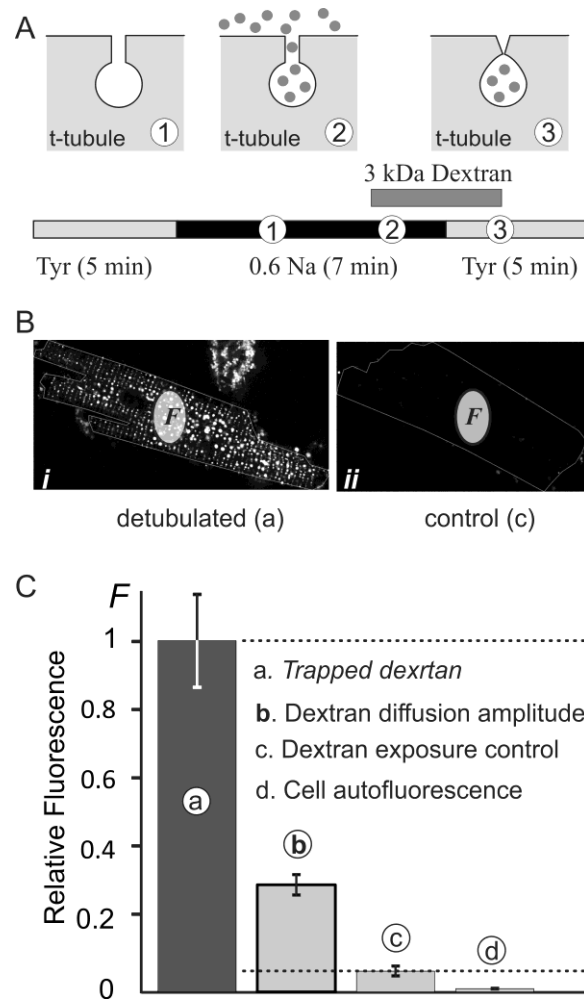 A
t-tubule 1
t-tubule 2
t-tubule 3
3 kDa Dextran
1 2 3
Tyr (5 min) 0.6 Na (7 min) Tyr (5 min)
B
F
i
F
ii
detubulated (a) control (c)
C
F
Relative Fluorescence
1
0.8
0.6
0.4
0.2
0
a. Trapped dexrtan
b. Dextran diffusion amplitude
c. Dextran exposure control
d. Cell autofluorescence
a
b
c
d